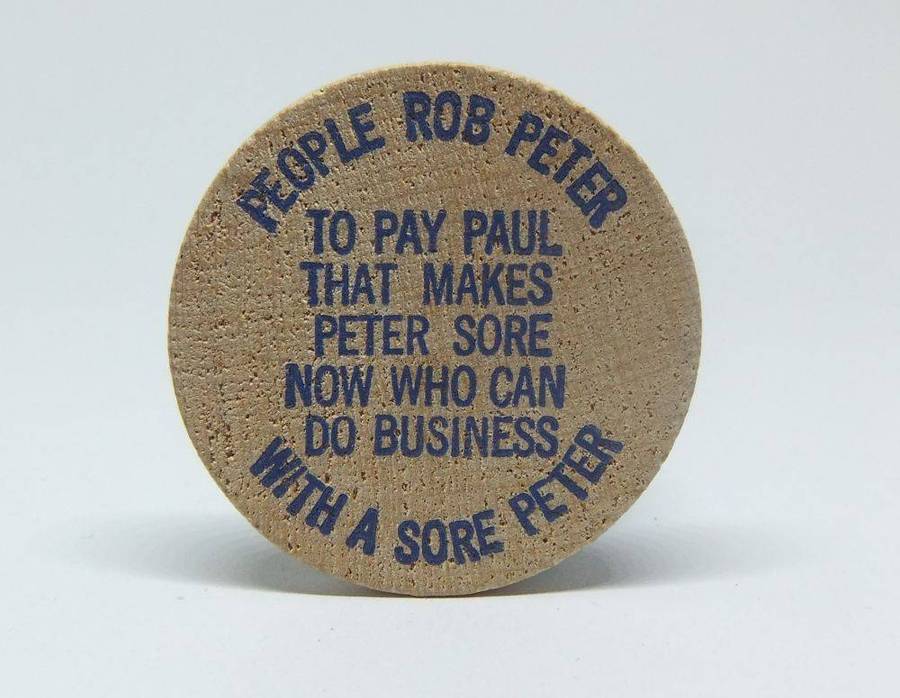 PEOPLE ROB PETER
TO PAY PAUL
THAT MAKES
PETER SORE
NOW WHO CAN
DO BUSINESS
WITH A SORE PETER